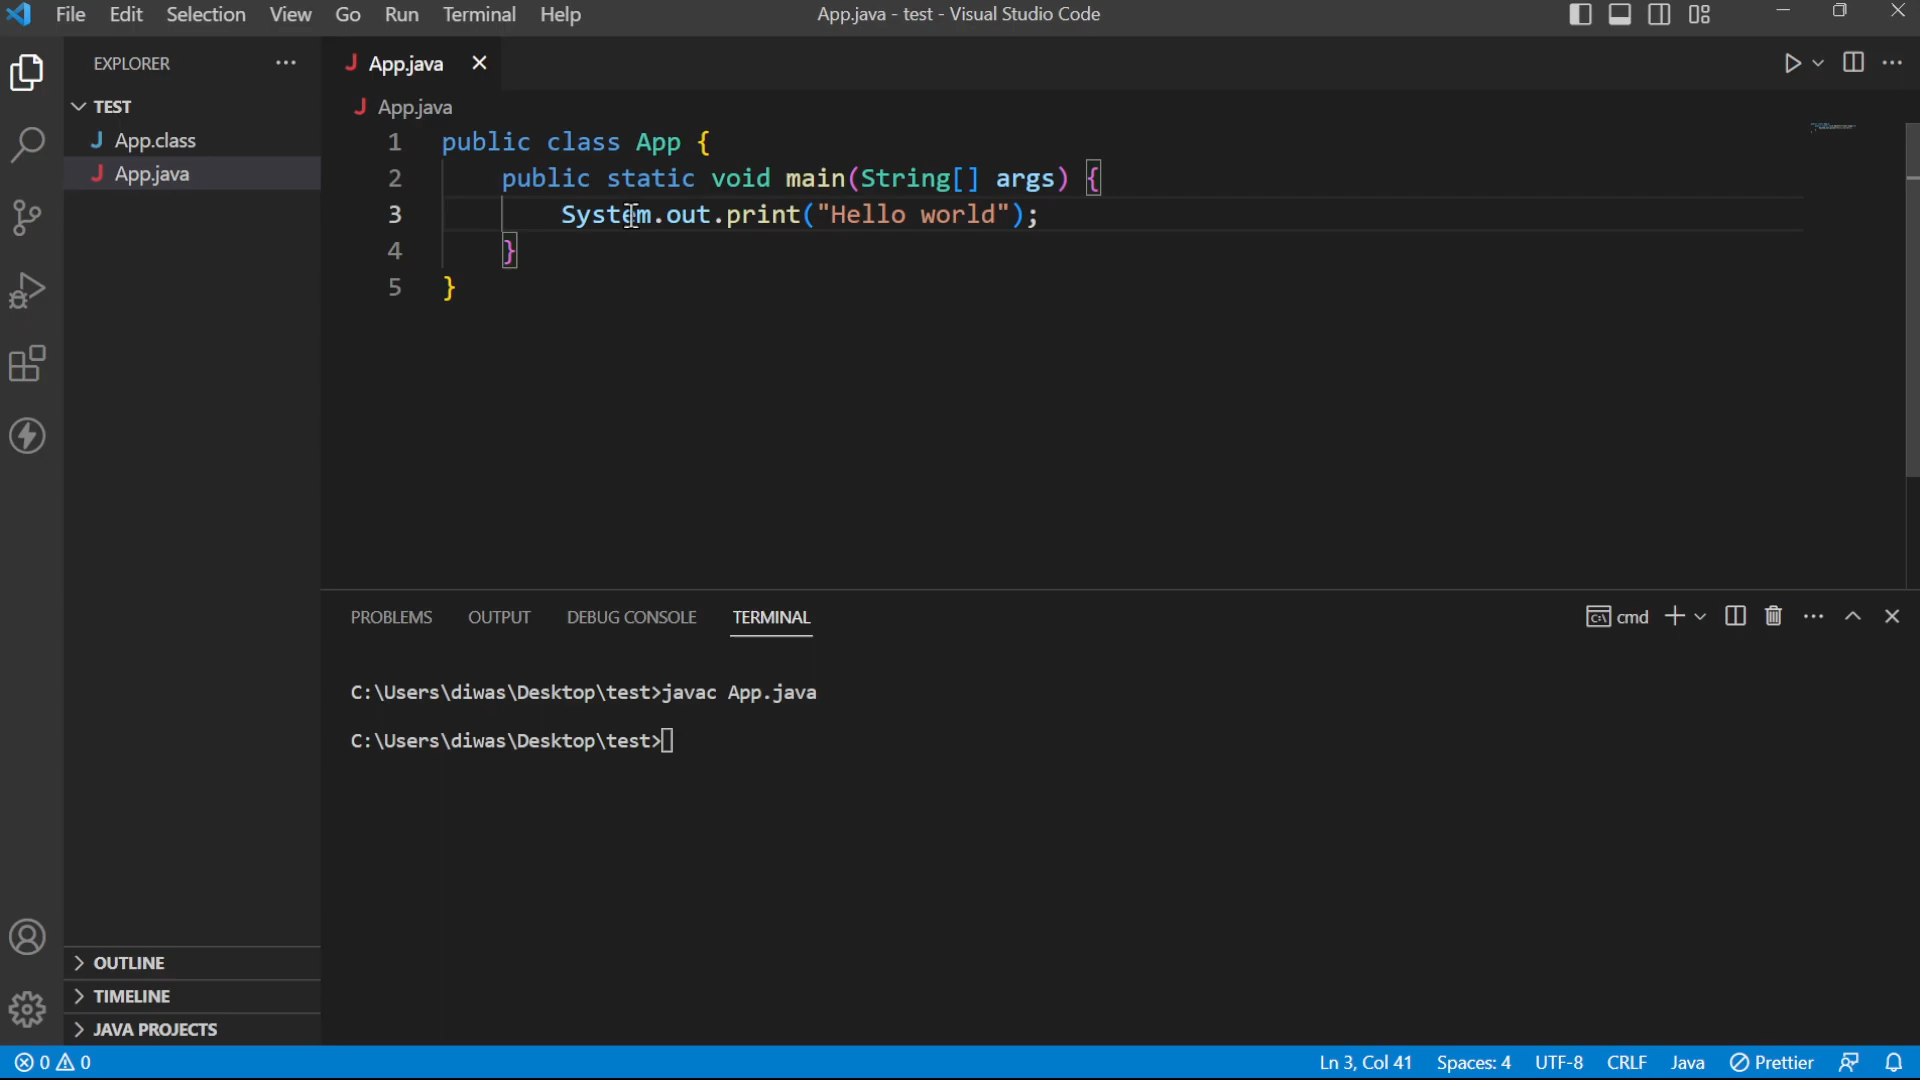 File Edit Selection View Go Run Terminal Help App.java - test - Visual Studio Code
EXPLORER
TEST
App.class
App.java
App.java
App.java
1 public class App {
2 public static void main(String[] args) {
3 System.out.print("Hello world");
4 }
5 }
PROBLEMS OUTPUT DEBUG CONSOLE TERMINAL cmd
C:\Users\diwas\Desktop\test>javac App.java
C:\Users\diwas\Desktop\test>
OUTLINE
TIMELINE
JAVA PROJECTS
0 0 Ln 3, Col 41 Spaces: 4 UTF-8 CRLF Java Prettier